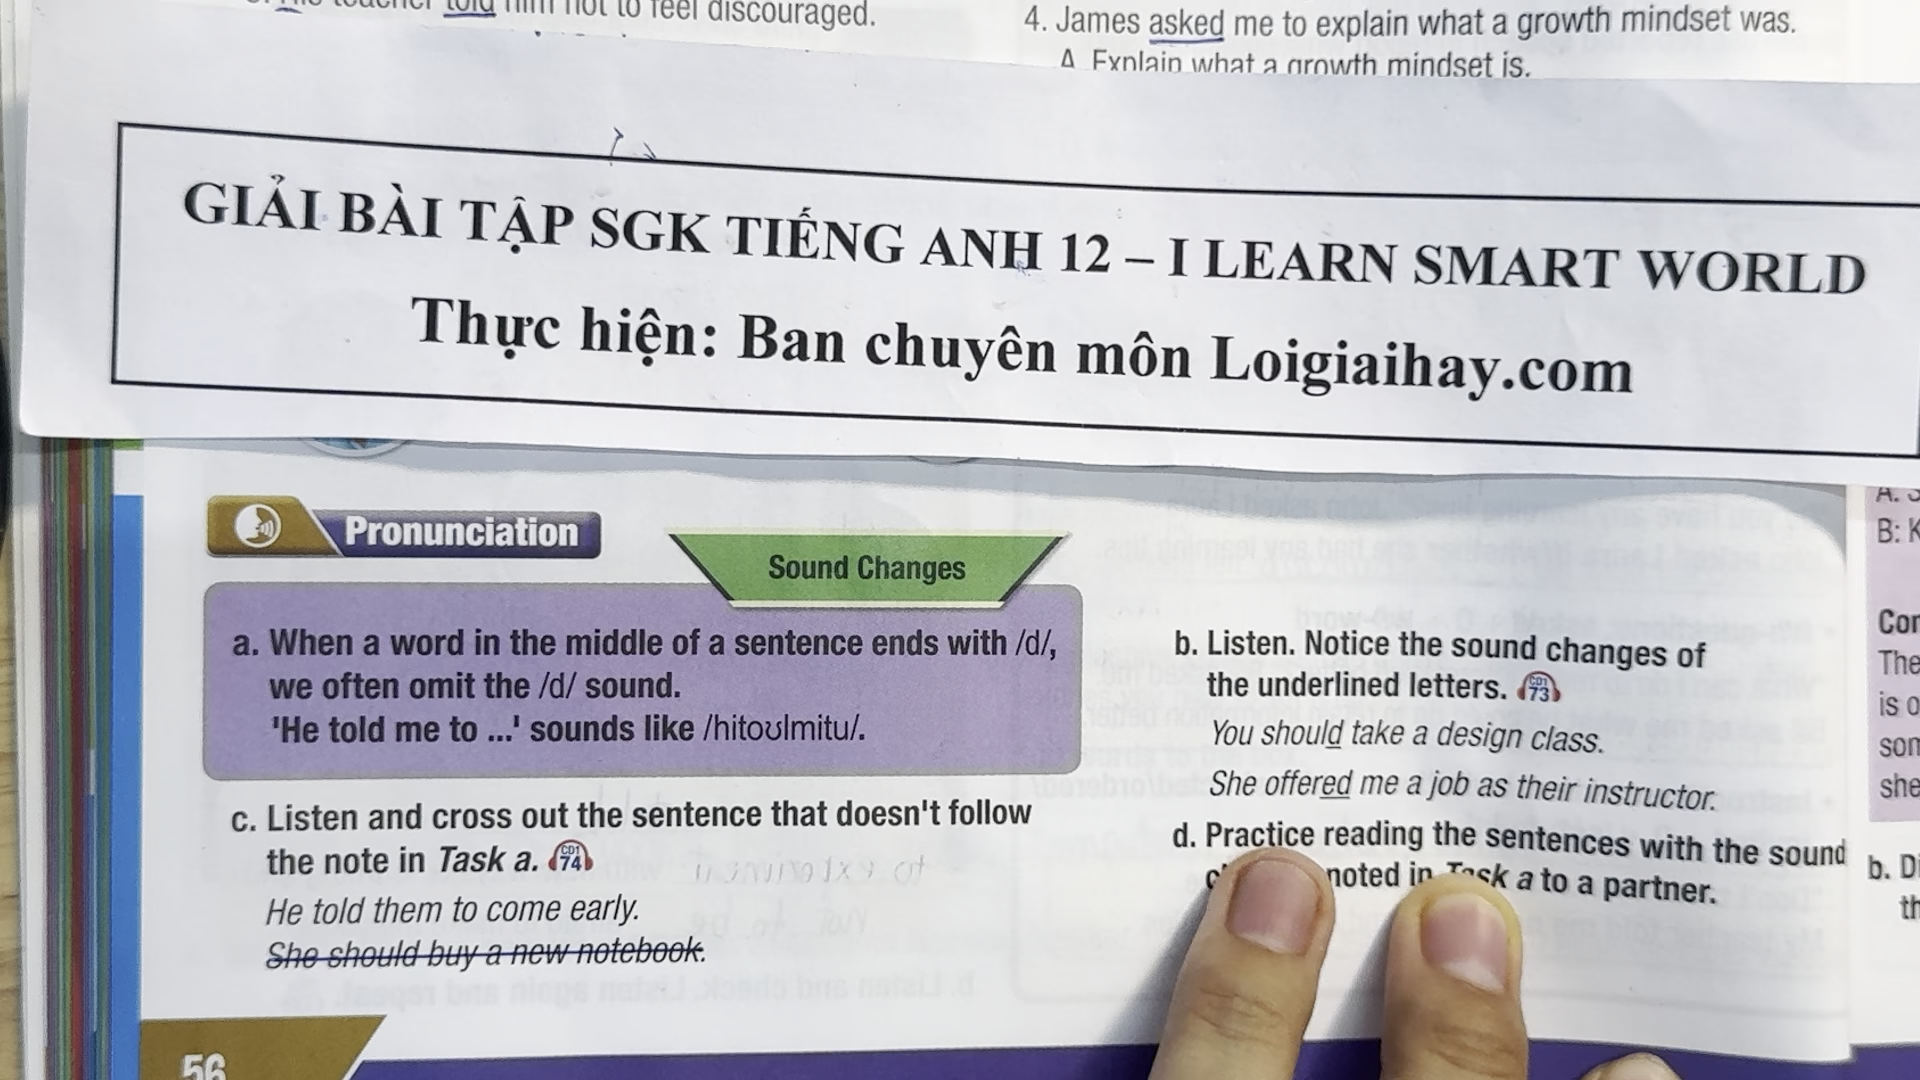 told him not to feel discouraged.
4. James asked me to explain what a growth mindset was.
A. Explain what a growth mindset is.
GIẢI BÀI TẬP SGK TIẾNG ANH 12 – I LEARN SMART WORLD
Thực hiện: Ban chuyên môn Loigiaihay.com
Pronunciation
Sound Changes
a. When a word in the middle of a sentence ends with /d/,
we often omit the /d/ sound.
'He told me to ...' sounds like /hitoʊlmitu/.
b. Listen. Notice the sound changes of
the underlined letters. CD1 73
You should take a design class.
She offered me a job as their instructor.
c. Listen and cross out the sentence that doesn't follow
the note in Task a. CD1 74
He told them to come early.
She should buy a new notebook.
d. Practice reading the sentences with the sound
noted in Task a to a partner.
56
A:
B:
The
is
she
b.